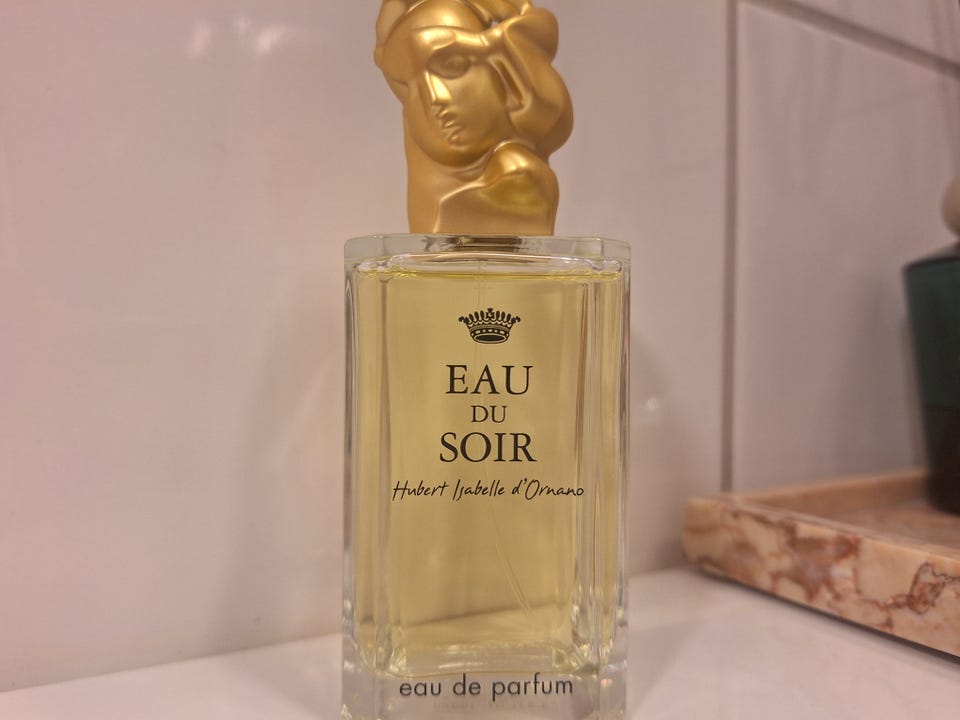 EAU
DU
SOIR
Hubert Isabelle d'Ornano
eau de parfum